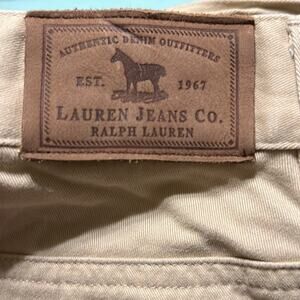 AUTHENTIC DENIM OUTFITTERS
EST. 1967
LAUREN JEANS CO.
RALPH LAUREN